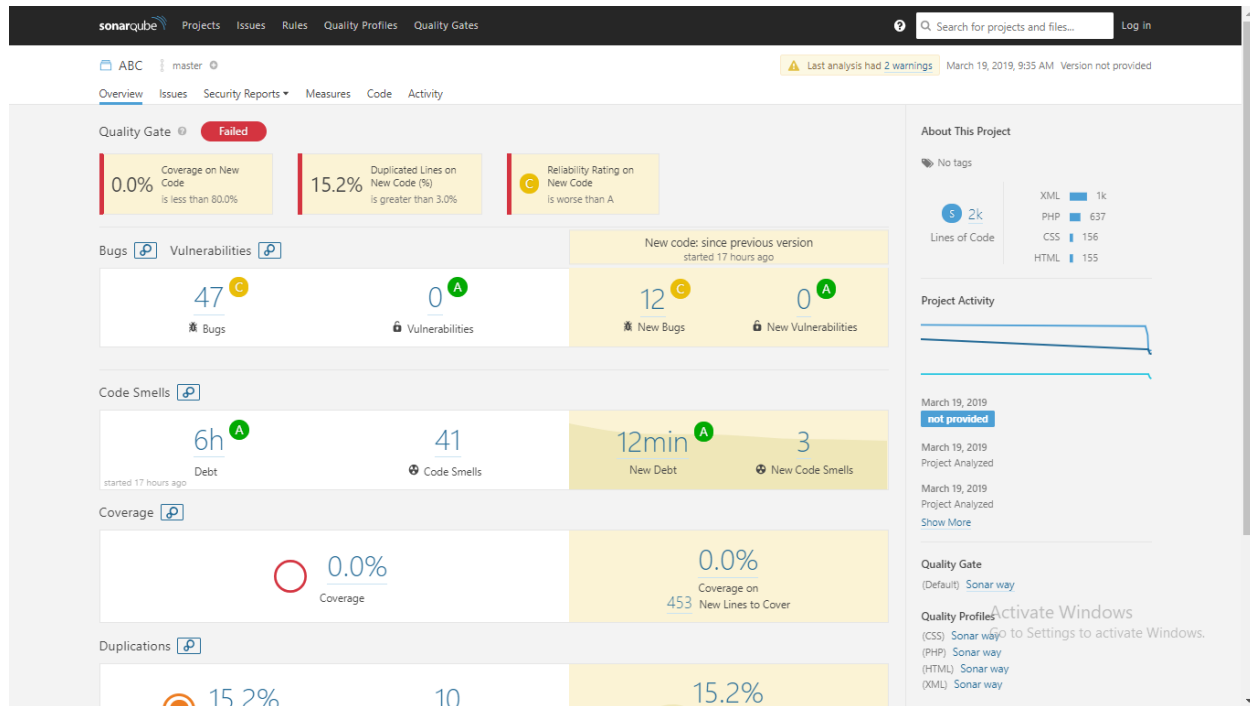 sonarqube Projects Issues Rules Quality Profiles Quality Gates Search for projects and files... Log in
ABC master Last analysis had 2 warnings March 19, 2019, 9:35 AM Version not provided
Overview Issues Security Reports Measures Code Activity
Quality Gate Failed
0.0% Coverage on New Code is less than 80.0%
15.2% Duplicated Lines on New Code (%) is greater than 3.0%
C Reliability Rating on New Code is worse than A
Bugs Vulnerabilities
New code: since previous version
started 17 hours ago
47 C Bugs
0 A Vulnerabilities
12 C New Bugs
0 A New Vulnerabilities
Code Smells
6h A Debt
started 17 hours ago
41 Code Smells
12min A New Debt
3 New Code Smells
Coverage
0.0%
Coverage
0.0%
Coverage on
453 New Lines to Cover
Duplications
15.2% 10 15.2%
About This Project
No tags
S 2k
Lines of Code
XML 1k
PHP 637
CSS 156
HTML 155
Project Activity
March 19, 2019
not provided
March 19, 2019
Project Analyzed
March 19, 2019
Project Analyzed
Show More
Quality Gate
(Default) Sonar way
Quality Profiles
(CSS) Sonar way
(PHP) Sonar way
(HTML) Sonar way
(XML) Sonar way
Activate Windows
Go to Settings to activate Windows.